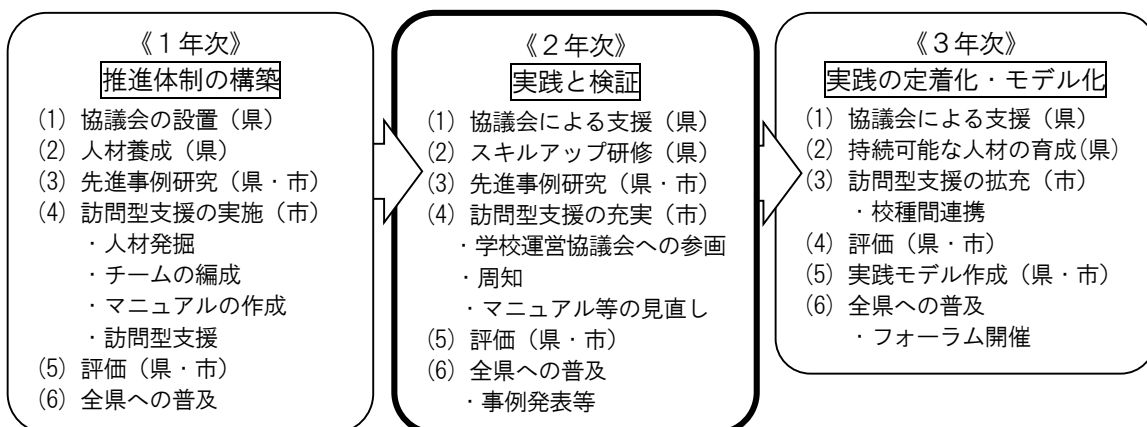 《１年次》
推進体制の構築
(1) 協議会の設置（県）
(2) 人材養成（県）
(3) 先進事例研究（県・市）
(4) 訪問型支援の実施（市）
・人材発掘
・チームの編成
・マニュアルの作成
・訪問型支援
(5) 評価（県・市）
(6) 全県への普及
《２年次》
実践と検証
(1) 協議会による支援（県）
(2) スキルアップ研修（県）
(3) 先進事例研究（県・市）
(4) 訪問型支援の充実（市）
・学校運営協議会への参画
・周知
・マニュアル等の見直し
(5) 評価（県・市）
(6) 全県への普及
・事例発表等
《３年次》
実践の定着化・モデル化
(1) 協議会による支援（県）
(2) 持続可能な人材の育成(県)
(3) 訪問型支援の拡充（市）
・校種間連携
(4) 評価（県・市）
(5) 実践モデル作成（県・市）
(6) 全県への普及
・フォーラム開催